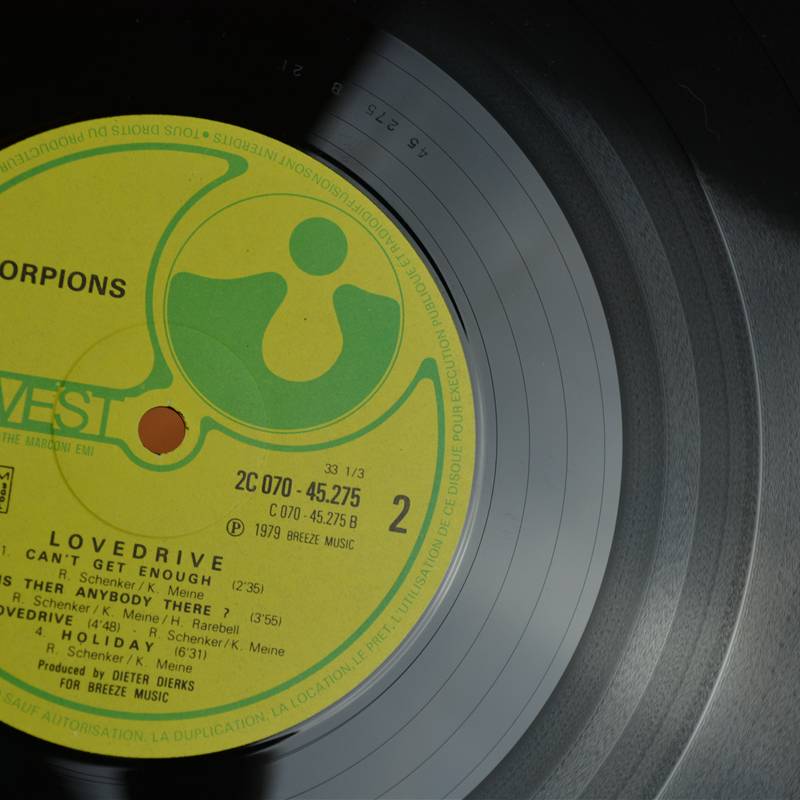 45 275 B 21
TOUS DROITS DU PRODUCTEUR
ORPIONS
VEST
THE MARCONI EMI
33 1/3
2C 070 - 45.275
C 070 - 45.275 B
2
Ⓟ 1979 BREEZE MUSIC
LOVEDRIVE
1. CAN'T GET ENOUGH (2'35)
R. Schenker / K. Meine
IS THER ANYBODY THERE ? (3'55)
R. Schenker / K. Meine / H. Rarebell
OVEDRIVE (4'48) - R. Schenker / K. Meine
4. HOLIDAY (6'31)
R. Schenker / K. Meine
Produced by DIETER DIERKS
FOR BREEZE MUSIC
SAUF AUTORISATION, LA DUPLICATION, LA LOCATION, LE PRET, L'UTILISATION DE CE DISQUE POUR EXECUTION PUBLIQUE ET RADIODIFFUSION SONT INTERDITS •